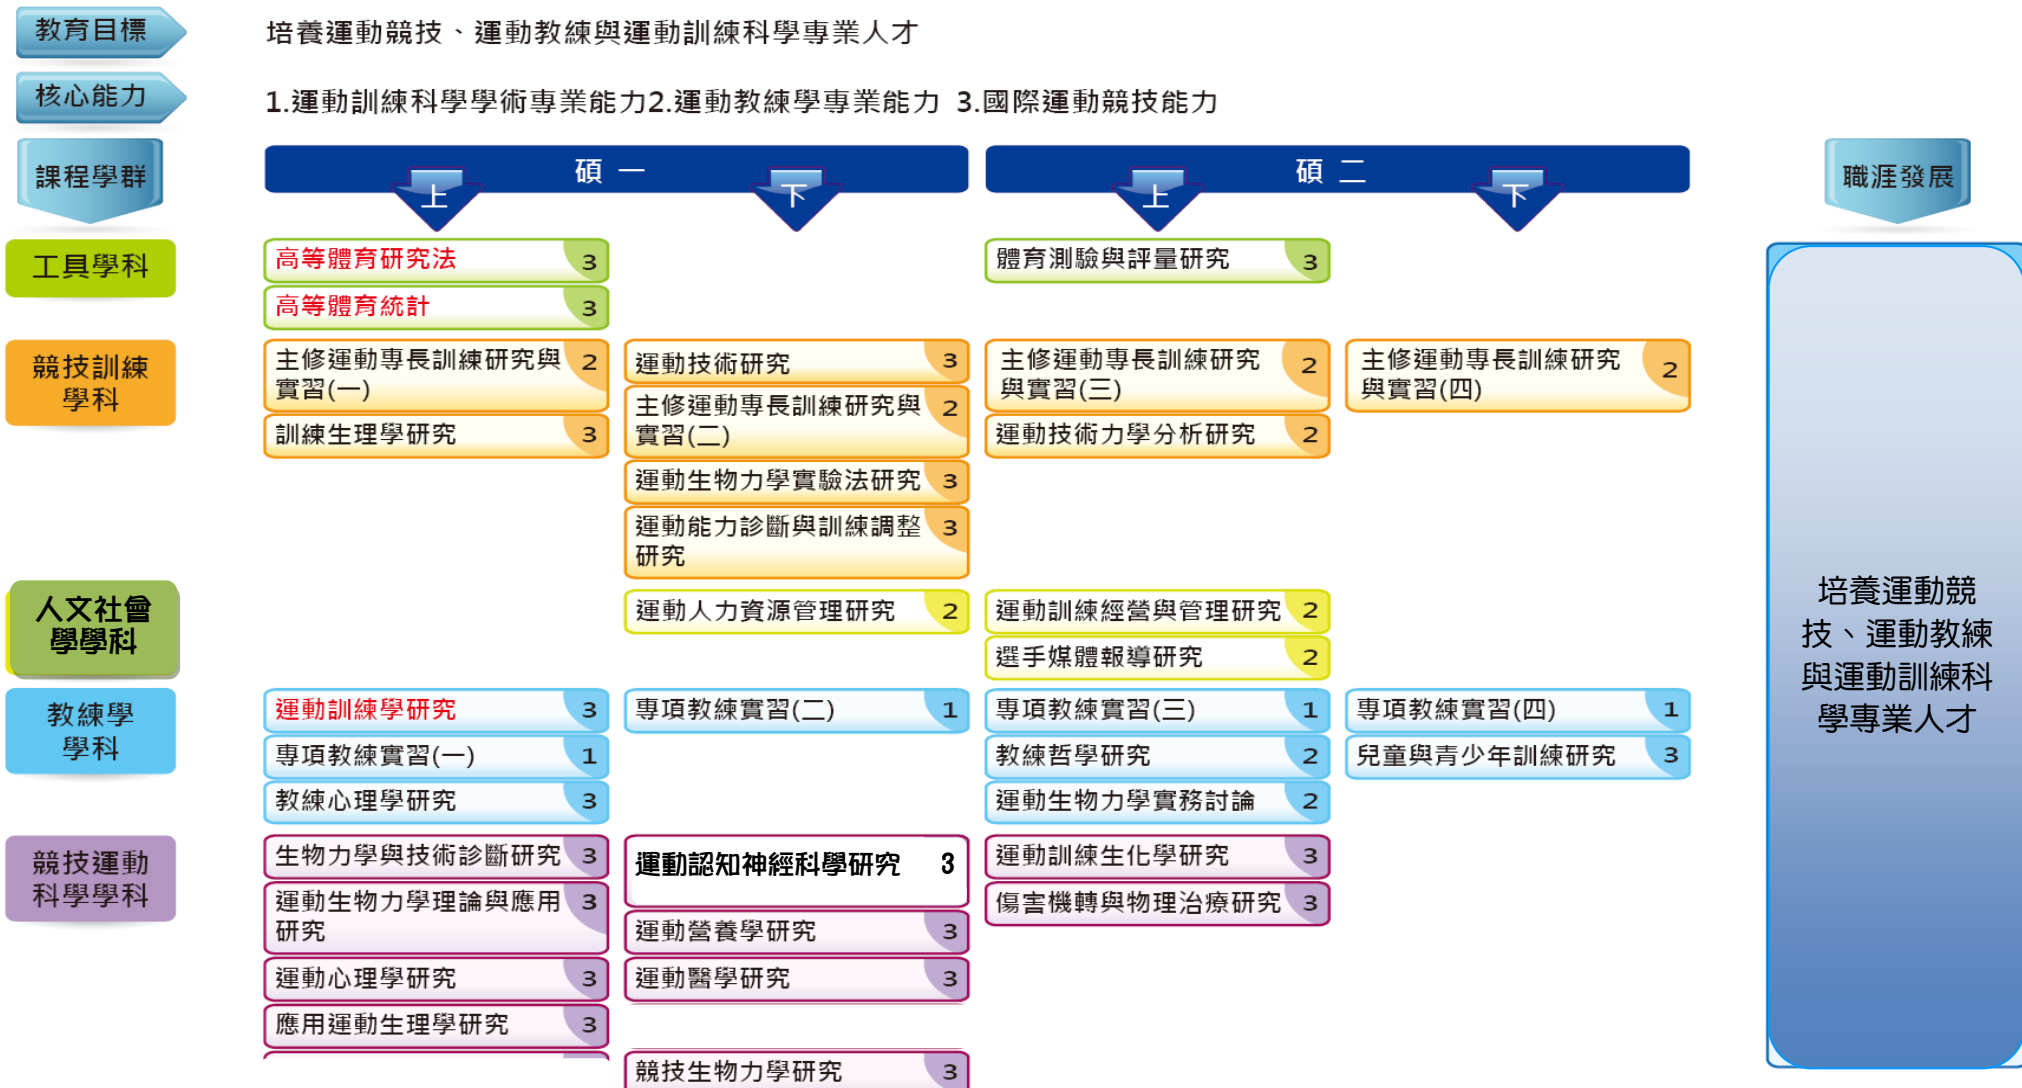 教育目標
培養運動競技、運動教練與運動訓練科學專業人才
核心能力
1.運動訓練科學學術專業能力2.運動教練學專業能力 3.國際運動競技能力
課程學群
碩 一
上
下
碩 二
上
下
職涯發展
工具學科
高等體育研究法 3
體育測驗與評量研究 3
高等體育統計 3
競技訓練
學科
主修運動專長訓練研究與 2
實習(一)
訓練生理學研究 3
運動技術研究 3
主修運動專長訓練研究與 2
實習(二)
運動生物力學實驗法研究 3
運動能力診斷與訓練調整 3
研究
主修運動專長訓練研究 2
與實習(三)
運動技術力學分析研究 2
主修運動專長訓練研究 2
與實習(四)
人文社會
學學科
運動人力資源管理研究 2
運動訓練經營與管理研究 2
選手媒體報導研究 2
教練學
學科
運動訓練學研究 3
專項教練實習(一) 1
教練心理學研究 3
專項教練實習(二) 1
專項教練實習(三) 1
教練哲學研究 2
運動生物力學實務討論 2
專項教練實習(四) 1
兒童與青少年訓練研究 3
競技運動
科學學科
生物力學與技術診斷研究 3
運動生物力學理論與應用 3
研究
運動心理學研究 3
應用運動生理學研究 3
運動認知神經科學研究 3
運動營養學研究 3
運動醫學研究 3
競技生物力學研究 3
運動訓練生化學研究 3
傷害機轉與物理治療研究 3
培養運動競
技、運動教練
與運動訓練科
學專業人才